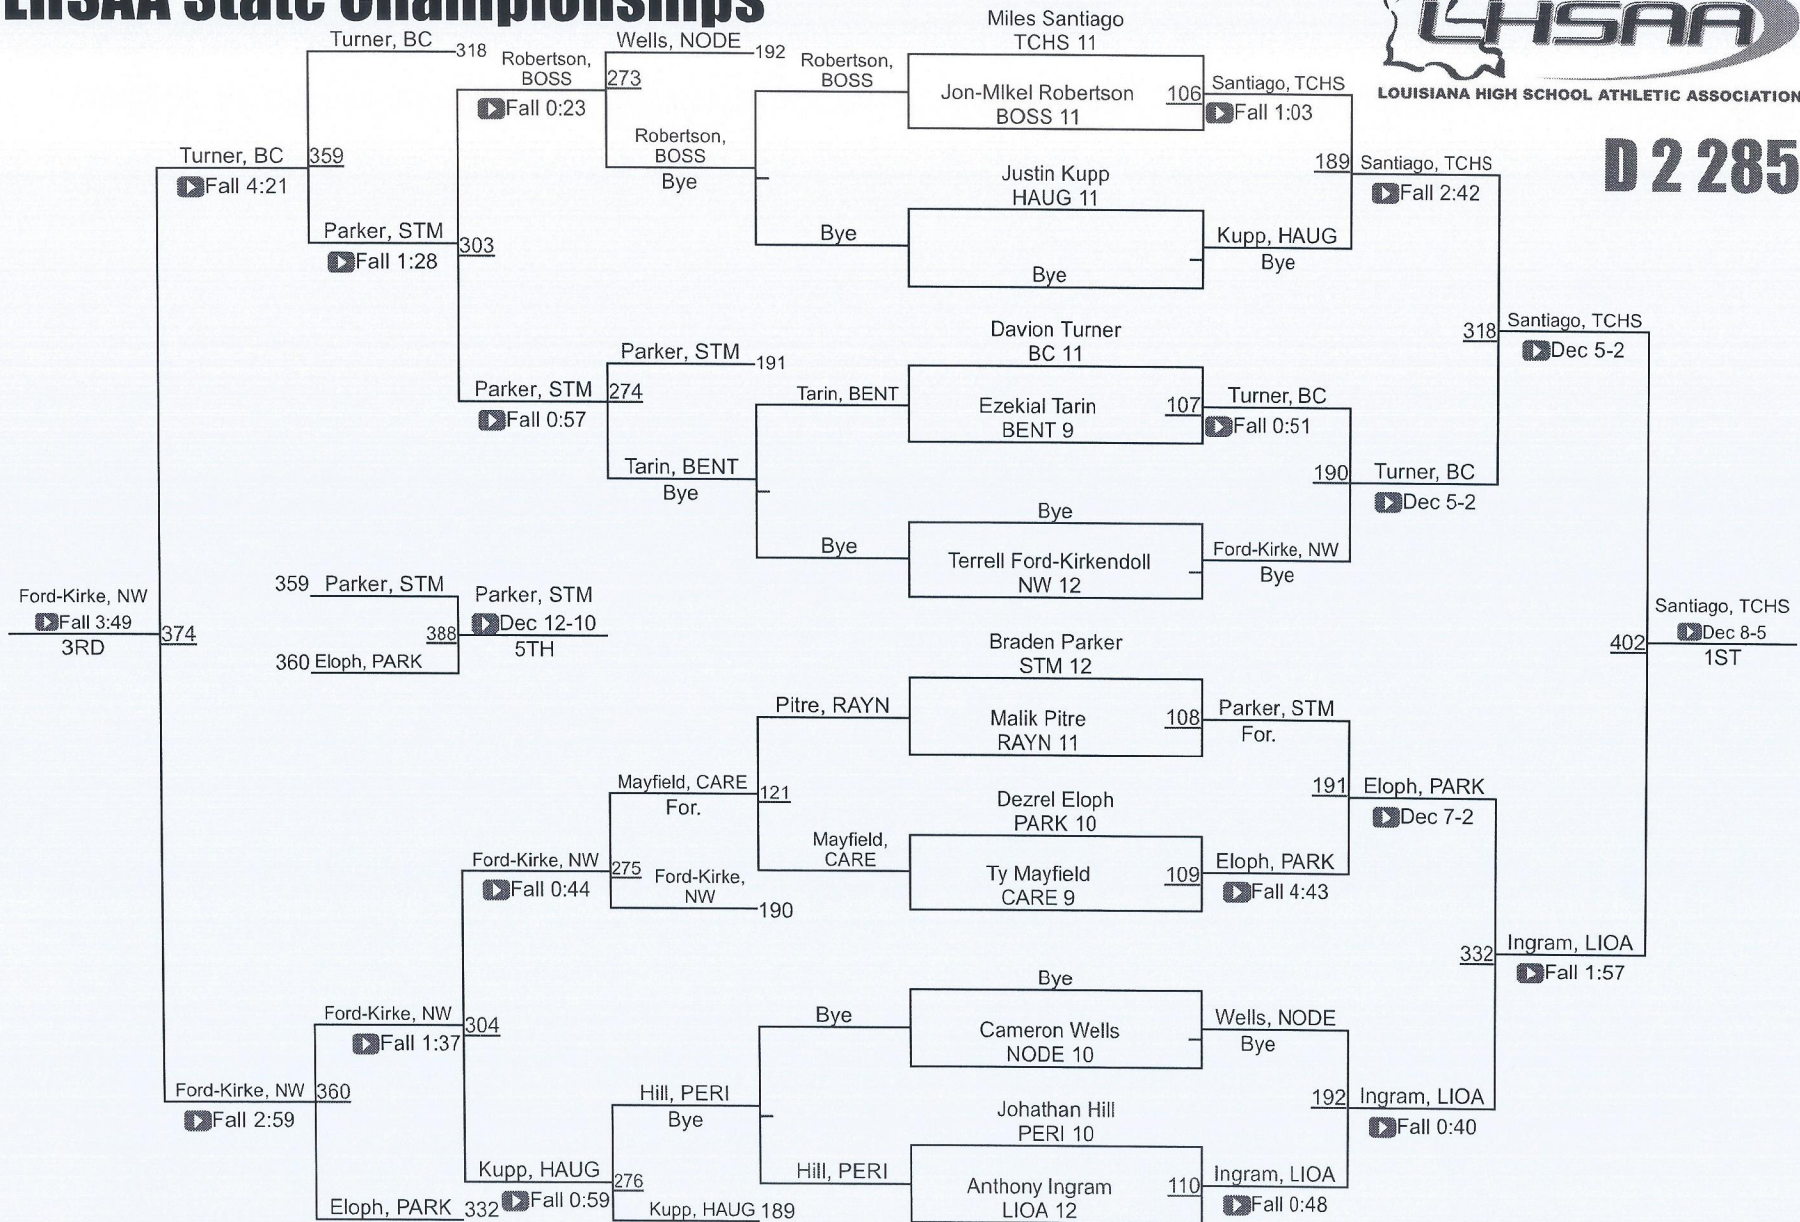 LHSAA State Championships
LHSAA
LOUISIANA HIGH SCHOOL ATHLETIC ASSOCIATION
D 2 285
Turner, BC
318
Robertson,
BOSS
Fall 0:23
Wells, NODE
192
273
Robertson,
BOSS
Bye
Turner, BC
Fall 4:21
359
Parker, STM
Fall 1:28
303
Parker, STM
191
Parker, STM
Fall 0:57
274
Tarin, BENT
Bye
Robertson,
BOSS
Bye
Tarin, BENT
Bye
Miles Santiago
TCHS 11
Jon-MIkel Robertson
BOSS 11
106
Santiago, TCHS
Fall 1:03
Justin Kupp
HAUG 11
Bye
Kupp, HAUG
Bye
189
Santiago, TCHS
Fall 2:42
Davion Turner
BC 11
Ezekial Tarin
BENT 9
107
Turner, BC
Fall 0:51
Bye
Terrell Ford-Kirkendoll
NW 12
Ford-Kirke, NW
Bye
190
Turner, BC
Dec 5-2
318
Santiago, TCHS
Dec 5-2
Ford-Kirke, NW
Fall 3:49
3RD
374
359
Parker, STM
360
Eloph, PARK
388
Parker, STM
Dec 12-10
5TH
402
Santiago, TCHS
Dec 8-5
1ST
Pitre, RAYN
Mayfield,
CARE
Mayfield, CARE
For.
121
Ford-Kirke, NW
Fall 0:44
275
Ford-Kirke,
NW
190
Braden Parker
STM 12
Malik Pitre
RAYN 11
108
Parker, STM
For.
Dezrel Eloph
PARK 10
Ty Mayfield
CARE 9
109
Eloph, PARK
Fall 4:43
191
Eloph, PARK
Dec 7-2
332
Ingram, LIOA
Fall 1:57
Ford-Kirke, NW
Fall 1:37
304
Ford-Kirke, NW
Fall 2:59
360
Eloph, PARK
332
Kupp, HAUG
Fall 0:59
276
Hill, PERI
Bye
Kupp, HAUG
189
Bye
Hill, PERI
Bye
Cameron Wells
NODE 10
Wells, NODE
Bye
Johathan Hill
PERI 10
Anthony Ingram
LIOA 12
110
Ingram, LIOA
Fall 0:48
192
Ingram, LIOA
Fall 0:40